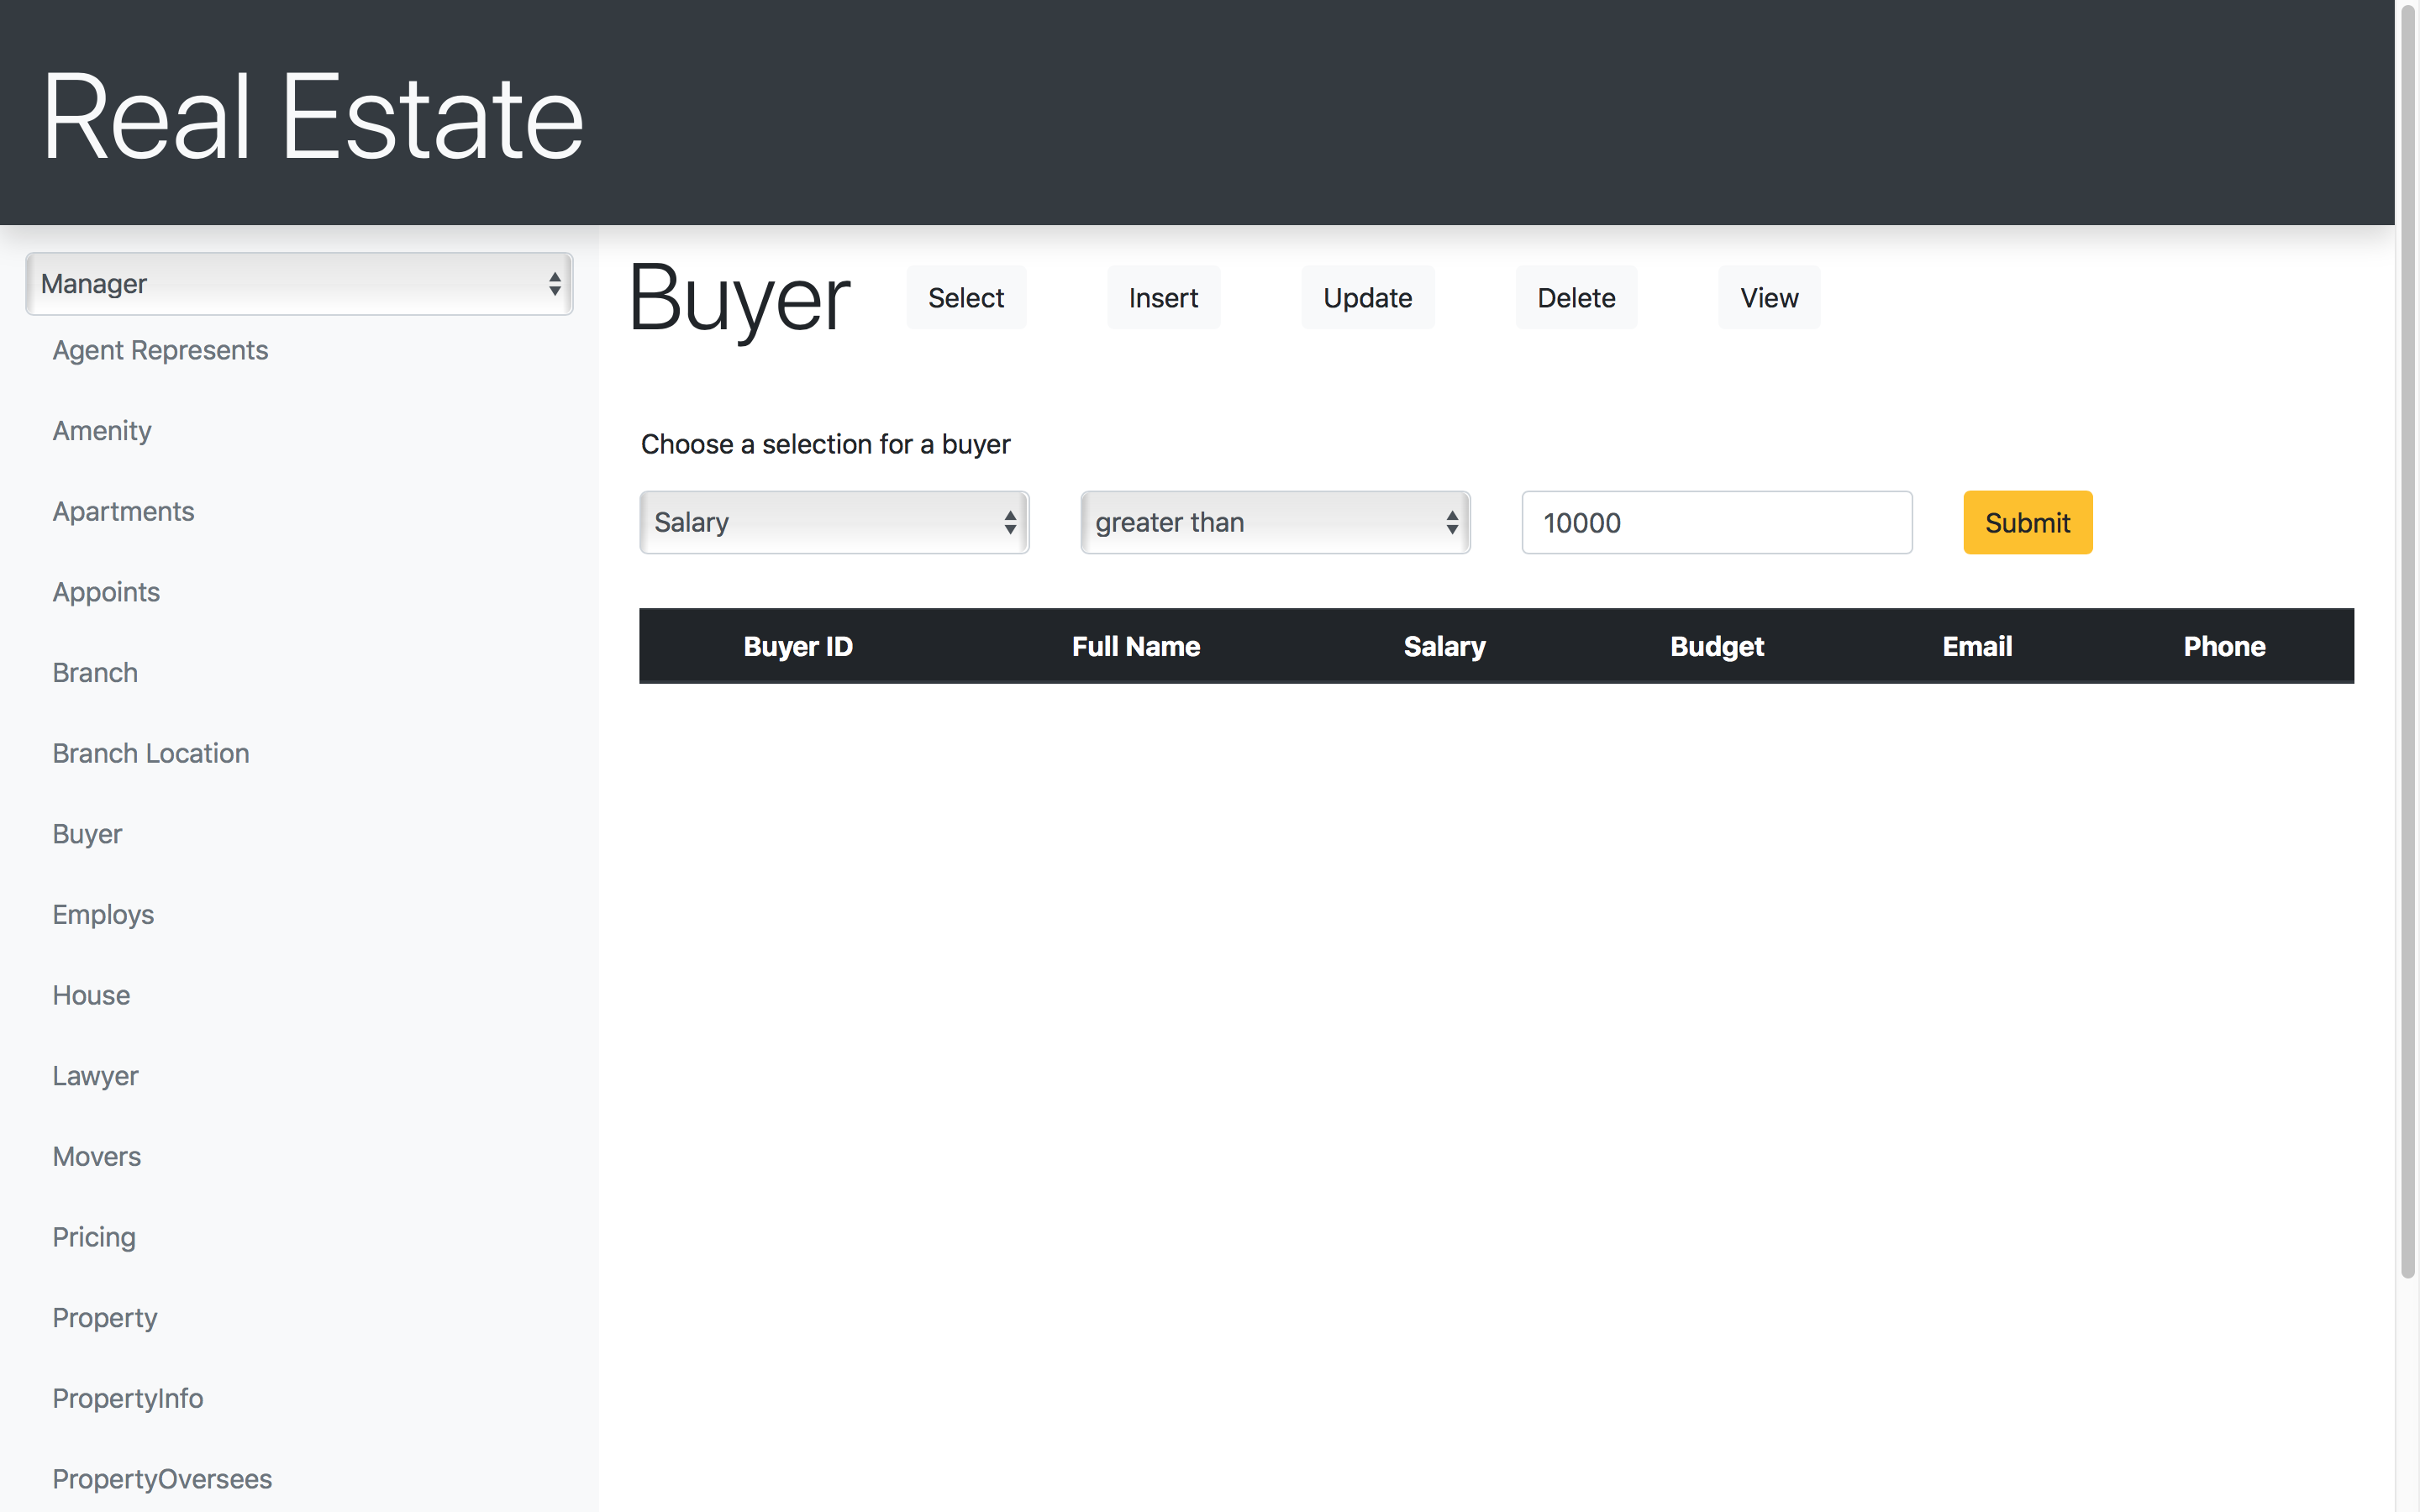 Real Estate
Manager
Agent Represents
Amenity
Apartments
Appoints
Branch
Branch Location
Buyer
Employs
House
Lawyer
Movers
Pricing
Property
PropertyInfo
PropertyOversees
Buyer Select Insert Update Delete View
Choose a selection for a buyer
Salary greater than 10000 Submit
Buyer ID Full Name Salary Budget Email Phone